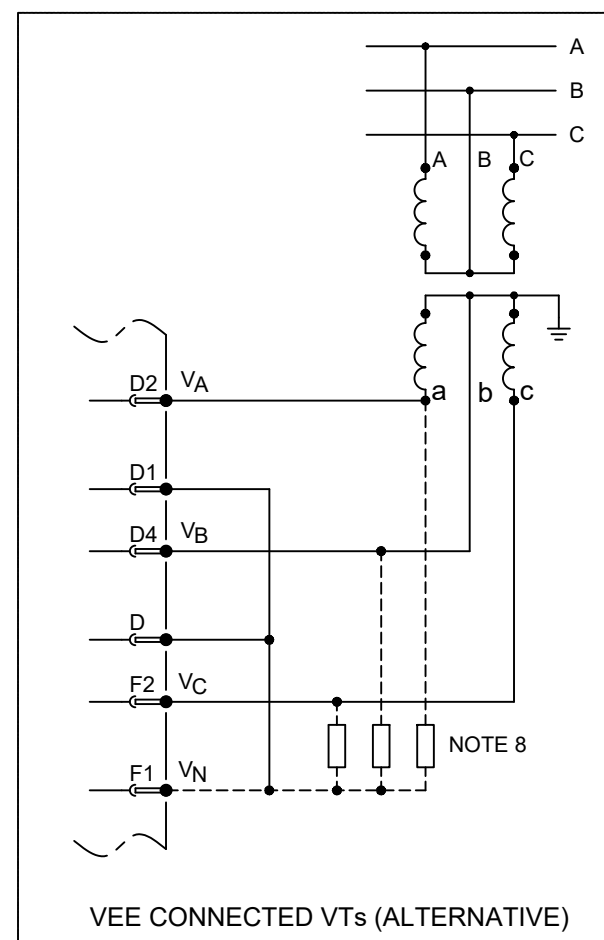 A
B
C
A B C
D2 VA
a b c
D1
D4 VB
D
F2 VC
NOTE 8
F1 VN
VEE CONNECTED VTs (ALTERNATIVE)